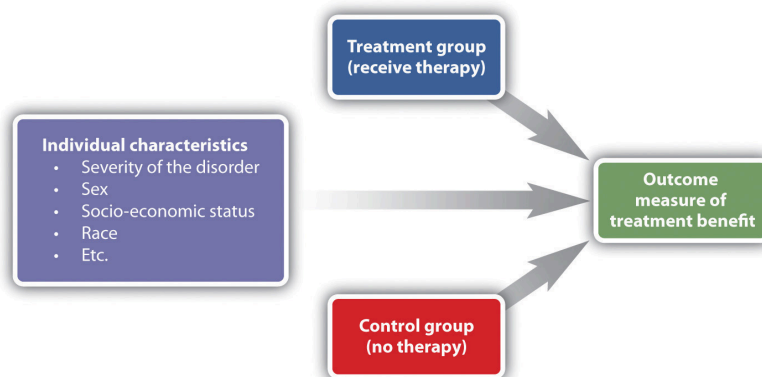 Treatment group
(receive therapy)
Individual characteristics
• Severity of the disorder
• Sex
• Socio-economic status
• Race
• Etc.
Outcome
measure of
treatment benefit
Control group
(no therapy)